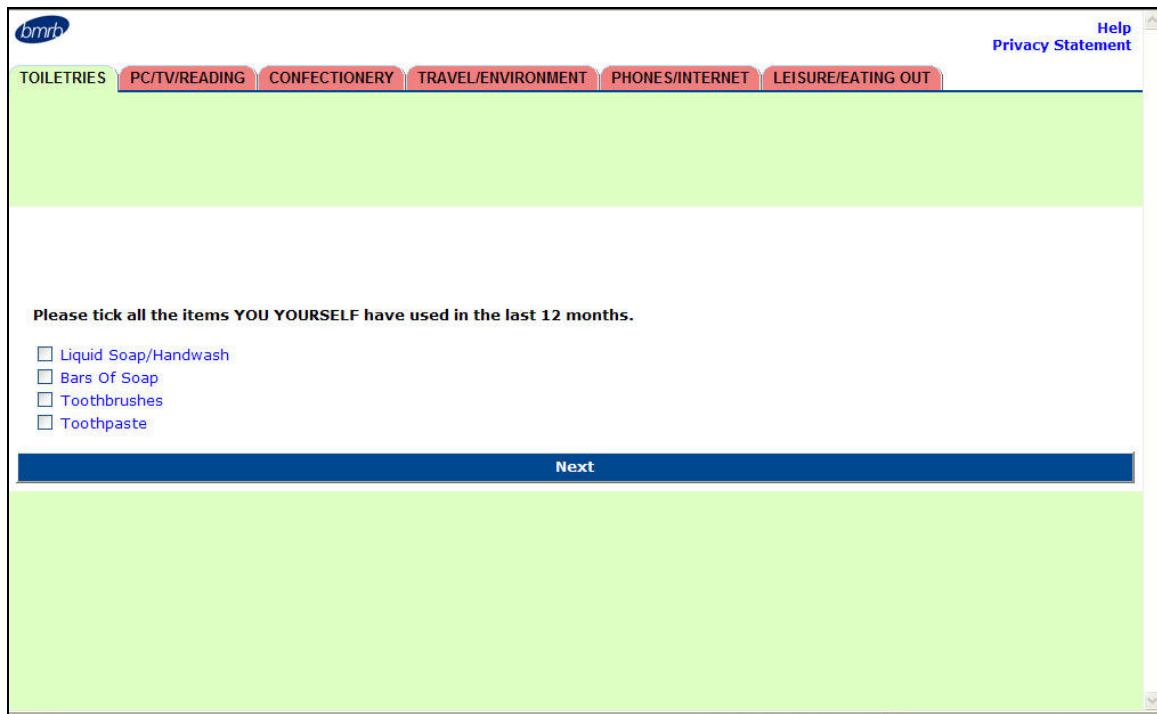 bmrb
Help
Privacy Statement
TOILETRIES PC/TV/READING CONFECTIONERY TRAVEL/ENVIRONMENT PHONES/INTERNET LEISURE/EATING OUT
Please tick all the items YOU YOURSELF have used in the last 12 months.
Liquid Soap/Handwash
Bars Of Soap
Toothbrushes
Toothpaste
Next